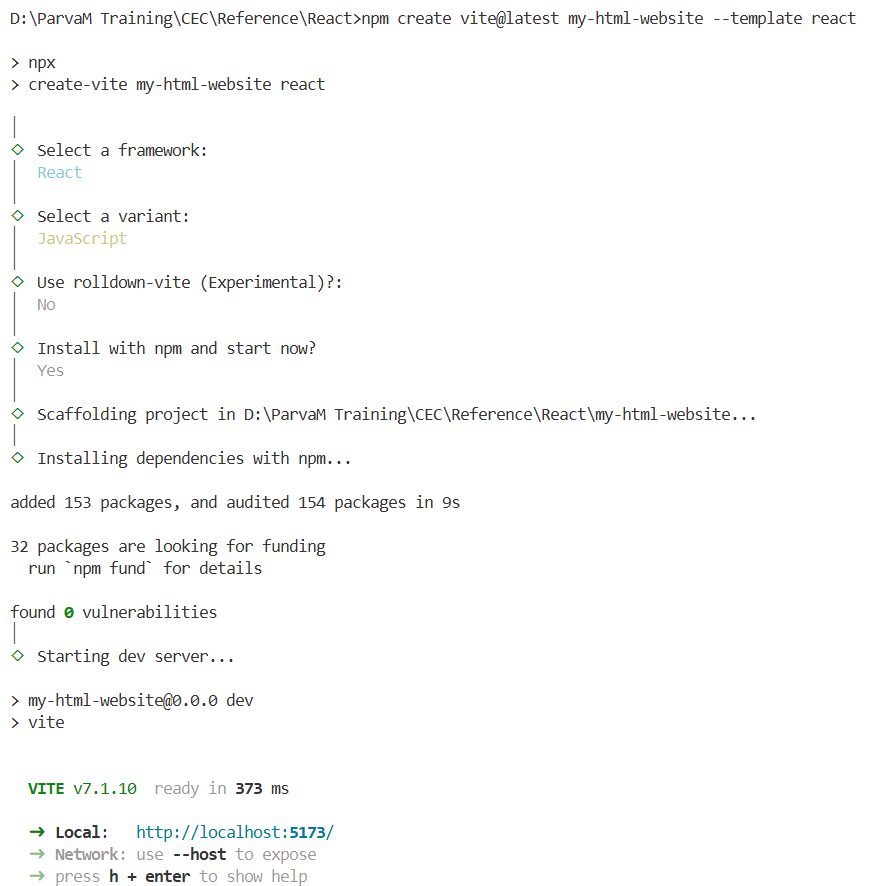 D:\ParvaM Training\CEC\Reference\React>npm create vite@latest my-html-website --template react
> npx
> create-vite my-html-website react
│
◇ Select a framework:
│ React
◇ Select a variant:
│ JavaScript
◇ Use rolldown-vite (Experimental)?:
│ No
◇ Install with npm and start now?
│ Yes
◇ Scaffolding project in D:\ParvaM Training\CEC\Reference\React\my-html-website...
│
◇ Installing dependencies with npm...
added 153 packages, and audited 154 packages in 9s
32 packages are looking for funding
run `npm fund` for details
found 0 vulnerabilities
│
◇ Starting dev server...
> my-html-website@0.0.0 dev
> vite
VITE v7.1.10 ready in 373 ms
➜ Local: http://localhost:5173/
➜ Network: use --host to expose
➜ press h + enter to show help